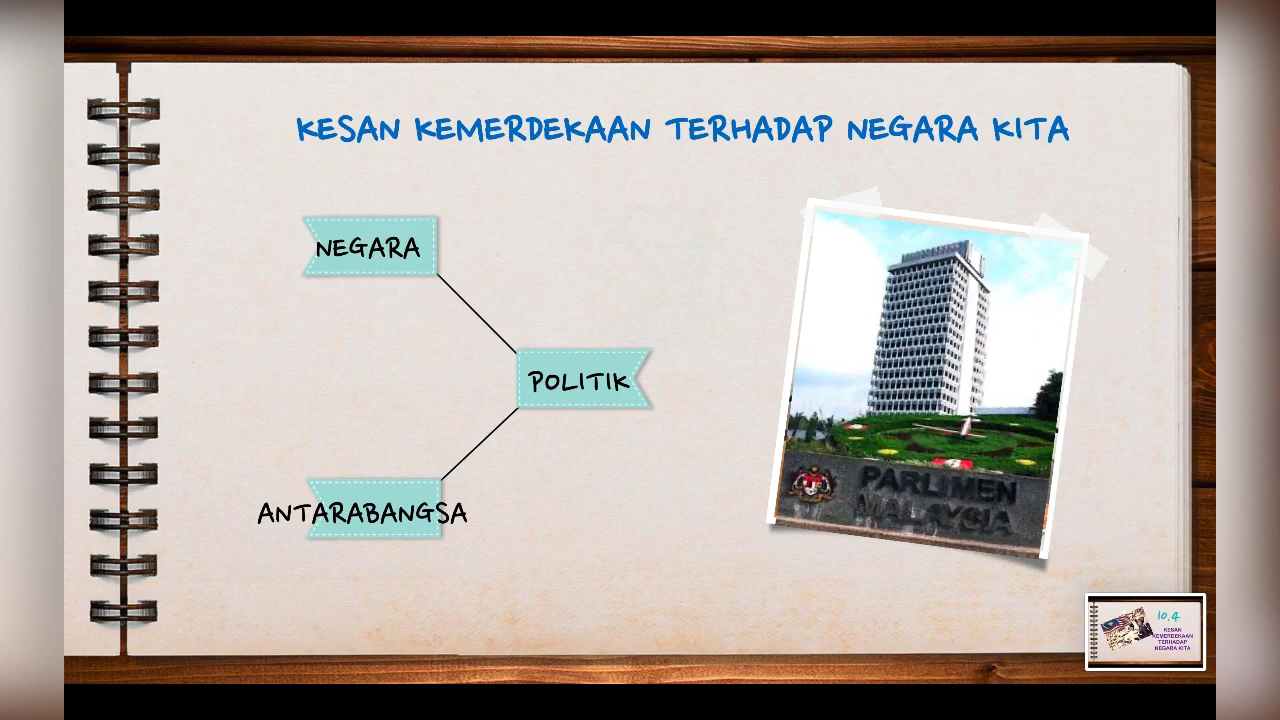 KESAN KEMERDEKAAN TERHADAP NEGARA KITA
NEGARA
POLITIK
ANTARABANGSA
PARLIMEN
MALAYSIA
10.4
KESAN
KEMERDEKAAN
TERHADAP
NEGARA KITA